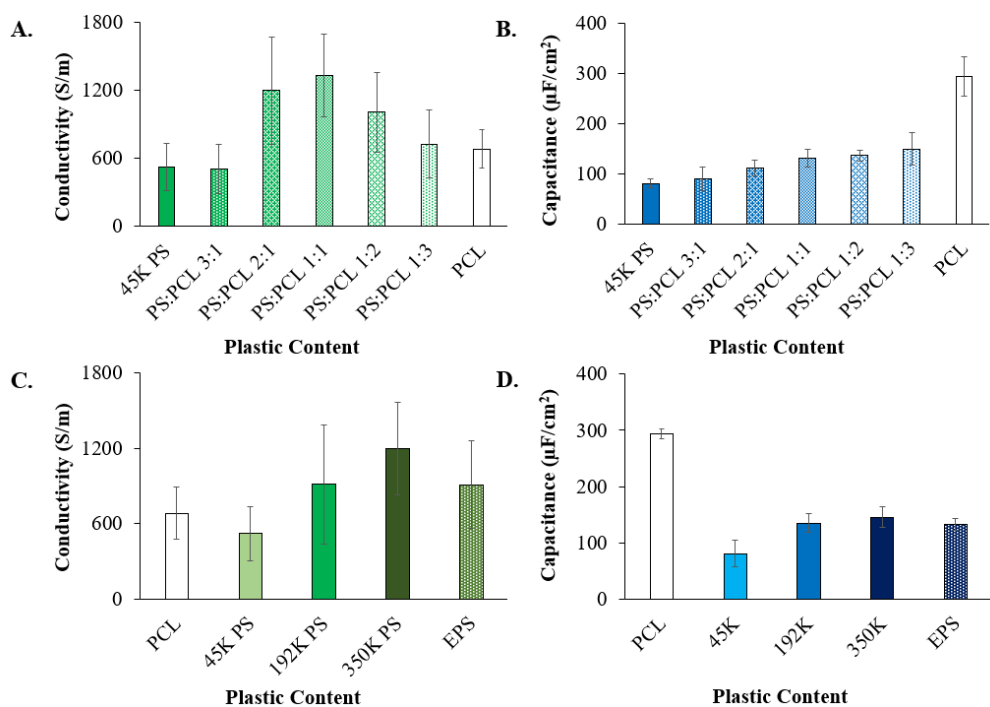 A.
Conductivity (S/m)
1800
1200
600
0
45K PS
PS:PCL 3:1
PS:PCL 2:1
PS:PCL 1:1
PS:PCL 1:2
PS:PCL 1:3
PCL
Plastic Content
B.
Capacitance (µF/cm²)
400
300
200
100
0
45K PS
PS:PCL 3:1
PS:PCL 2:1
PS:PCL 1:1
PS:PCL 1:2
PS:PCL 1:3
PCL
Plastic Content
C.
Conductivity (S/m)
1800
1200
600
0
PCL
45K PS
192K PS
350K PS
EPS
Plastic Content
D.
Capacitance (µF/cm²)
400
300
200
100
0
PCL
45K
192K
350K
EPS
Plastic Content